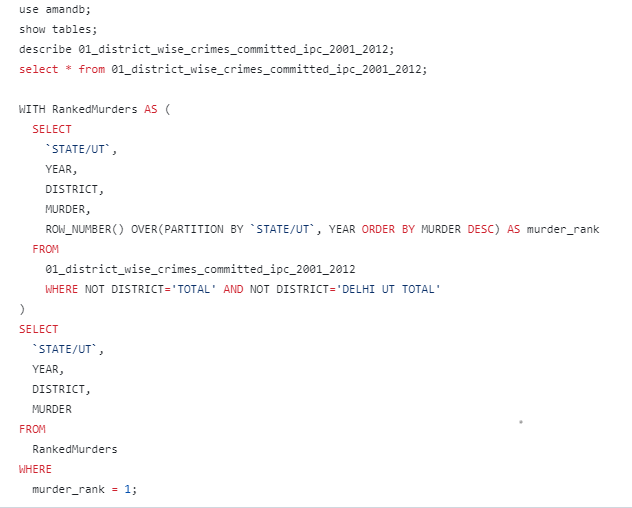 use amandb;
show tables;
describe 01_district_wise_crimes_committed_ipc_2001_2012;
select * from 01_district_wise_crimes_committed_ipc_2001_2012;
WITH RankedMurders AS (
SELECT
`STATE/UT`,
YEAR,
DISTRICT,
MURDER,
ROW_NUMBER() OVER(PARTITION BY `STATE/UT`, YEAR ORDER BY MURDER DESC) AS murder_rank
FROM
01_district_wise_crimes_committed_ipc_2001_2012
WHERE NOT DISTRICT='TOTAL' AND NOT DISTRICT='DELHI UT TOTAL'
)
SELECT
`STATE/UT`,
YEAR,
DISTRICT,
MURDER
FROM
RankedMurders
WHERE
murder_rank = 1;